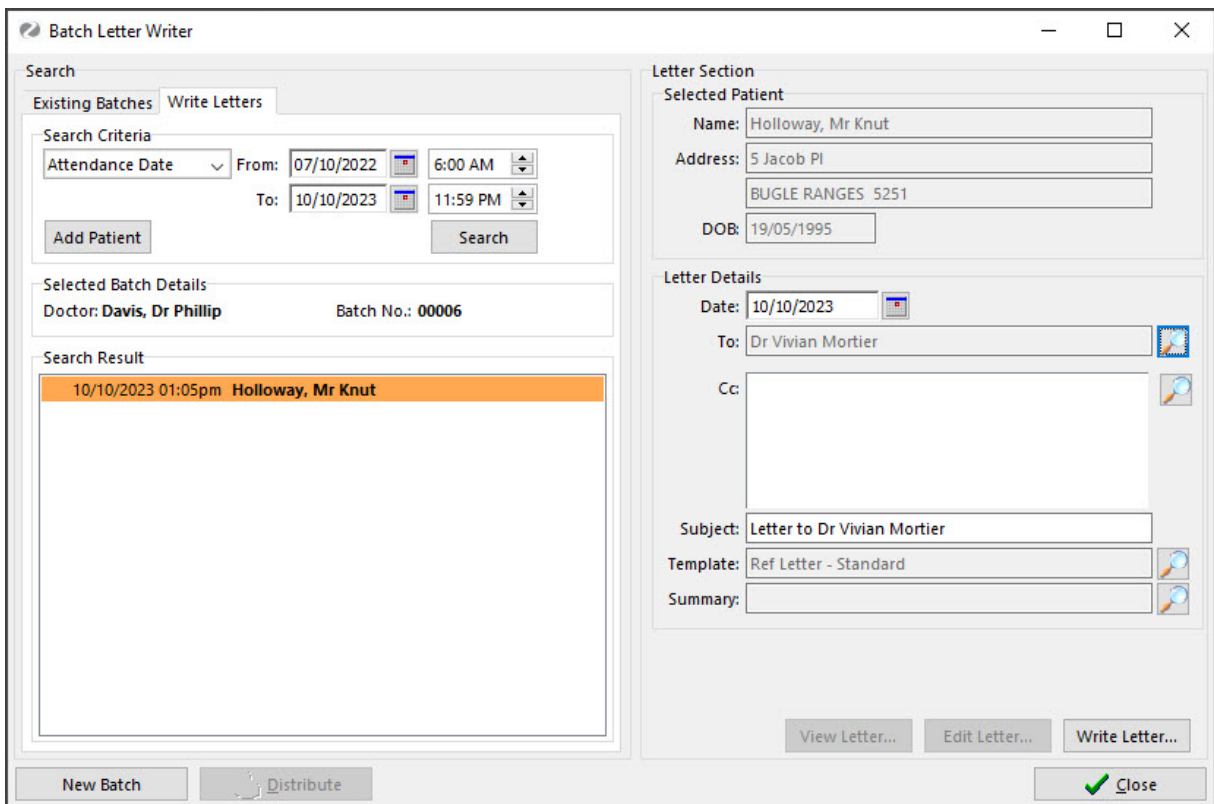 Batch Letter Writer
Search
Existing Batches Write Letters
Search Criteria
Attendance Date From: 07/10/2022 6:00 AM
To: 10/10/2023 11:59 PM
Add Patient Search
Selected Batch Details
Doctor: Davis, Dr Phillip Batch No.: 00006
Search Result
10/10/2023 01:05pm Holloway, Mr Knut
Letter Section
Selected Patient
Name: Holloway, Mr Knut
Address: 5 Jacob Pl
BUGLE RANGES 5251
DOB: 19/05/1995
Letter Details
Date: 10/10/2023
To: Dr Vivian Mortier
Cc:
Subject: Letter to Dr Vivian Mortier
Template: Ref Letter - Standard
Summary:
View Letter... Edit Letter... Write Letter...
New Batch Distribute Close